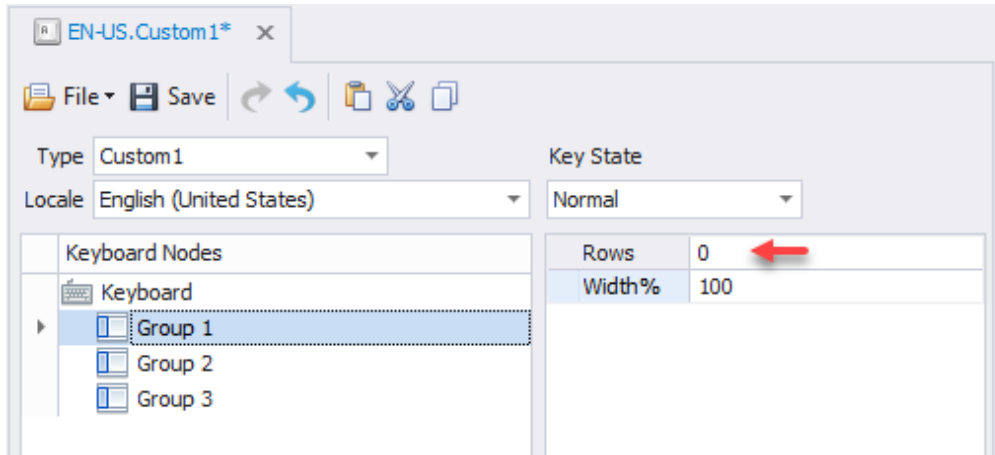 EN-US.Custom1*
File Save
Type Custom1 Key State
Locale English (United States) Normal
Keyboard Nodes Rows 0
Keyboard Width% 100
Group 1
Group 2
Group 3